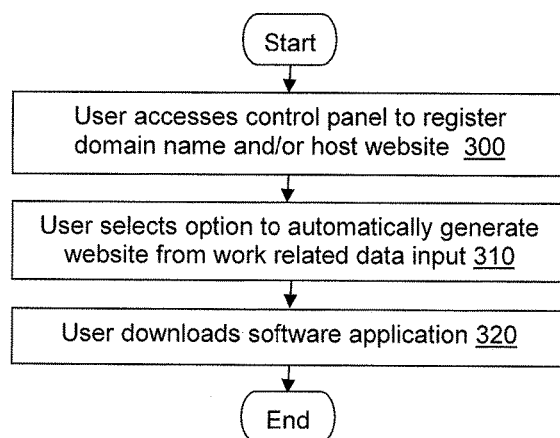 Start
User accesses control panel to register
domain name and/or host website 300
User selects option to automatically generate
website from work related data input 310
User downloads software application 320
End